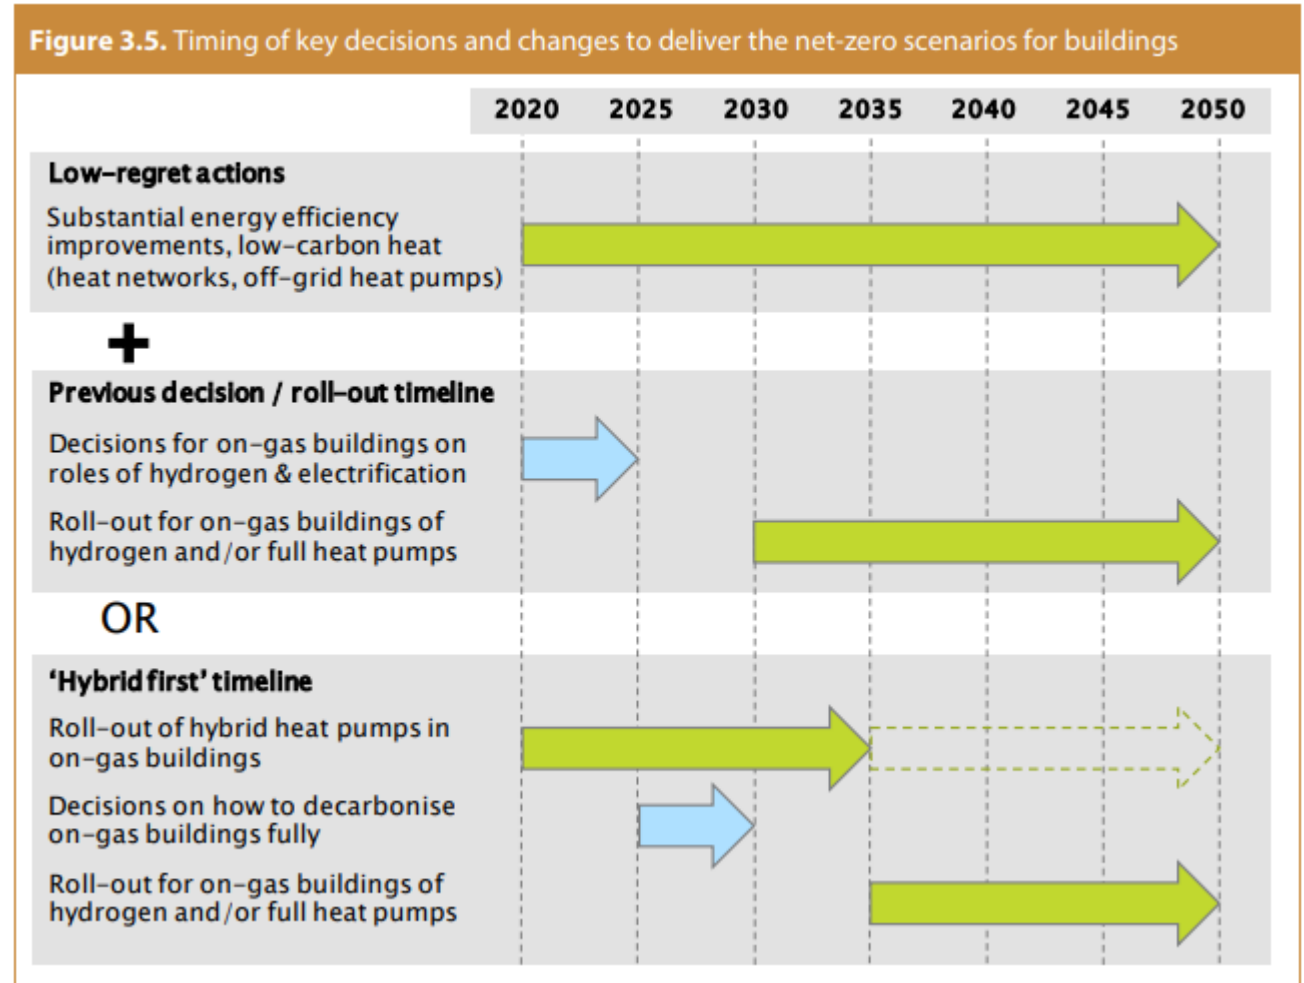 Figure 3.5. Timing of key decisions and changes to deliver the net-zero scenarios for buildings
2020 2025 2030 2035 2040 2045 2050
Low-regret actions
Substantial energy efficiency
improvements, low-carbon heat
(heat networks, off-grid heat pumps)
+
Previous decision / roll-out timeline
Decisions for on-gas buildings on
roles of hydrogen & electrification
Roll-out for on-gas buildings of
hydrogen and/or full heat pumps
OR
‘Hybrid first’ timeline
Roll-out of hybrid heat pumps in
on-gas buildings
Decisions on how to decarbonise
on-gas buildings fully
Roll-out for on-gas buildings of
hydrogen and/or full heat pumps